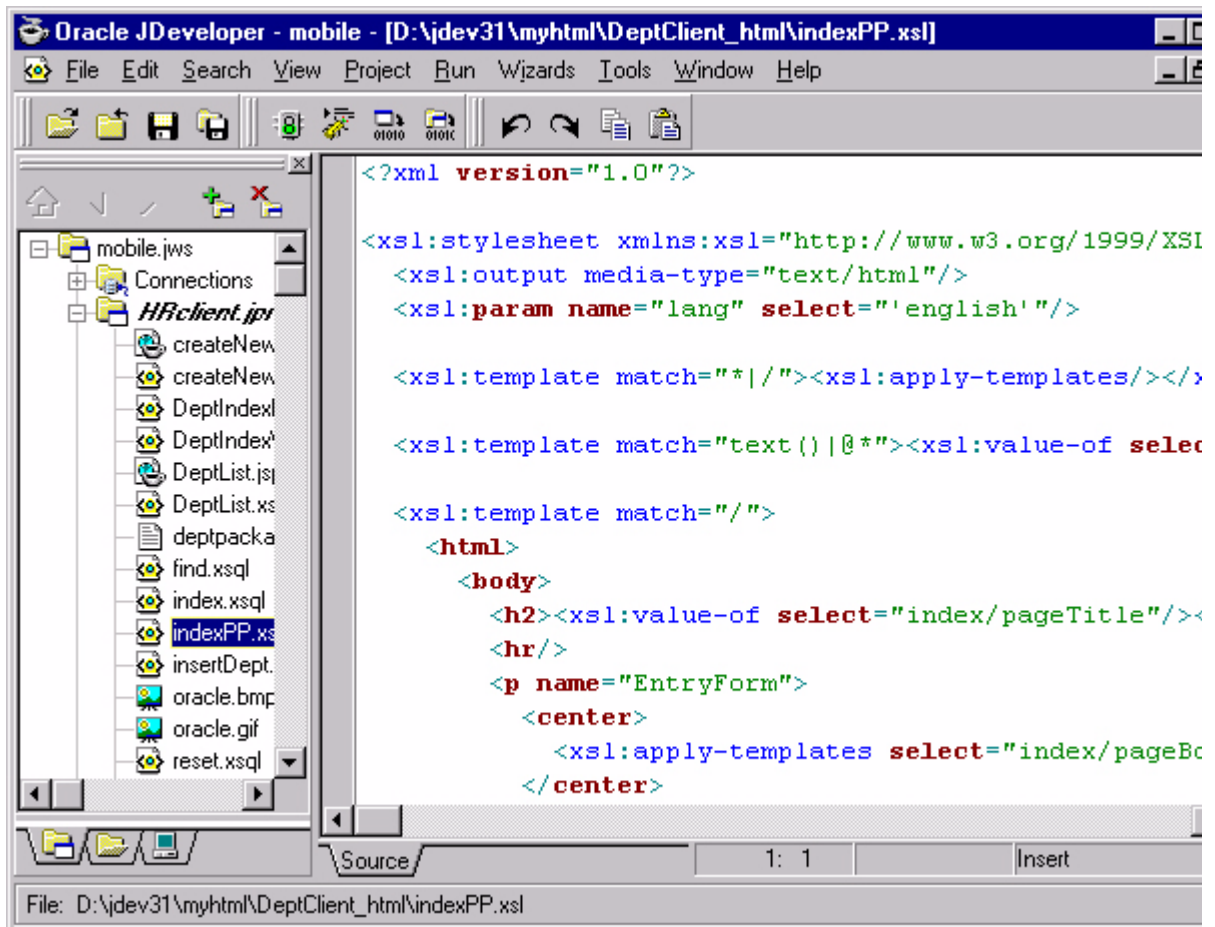 Oracle JDeveloper - mobile - [D:\jdev31\myhtml\DeptClient_html\indexPP.xsl]
File Edit Search View Project Run Wizards Tools Window Help
mobile.jws
Connections
HRclient.jpr
createNew
createNew
DeptIndex
DeptIndex
DeptList.jsp
DeptList.xs
deptpacka
find.xsql
index.xsql
indexPP.xs
insertDept.
oracle.bmp
oracle.gif
reset.xsql
<?xml version="1.0"?>
<xsl:stylesheet xmlns:xsl="http://www.w3.org/1999/XSL
<xsl:output media-type="text/html"/>
<xsl:param name="lang" select="'english'"/>
<xsl:template match="*|/"><xsl:apply-templates/></x
<xsl:template match="text()|@*"><xsl:value-of selec
<xsl:template match="/">
<html>
<body>
<h2><xsl:value-of select="index/pageTitle"/><
<hr/>
<p name="EntryForm">
<center>
<xsl:apply-templates select="index/pageBo
</center>
Source 1: 1 Insert
File: D:\jdev31\myhtml\DeptClient_html\indexPP.xsl